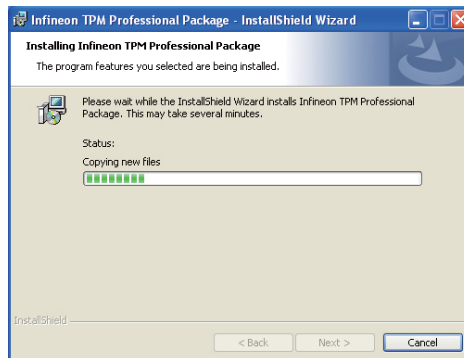 Infineon TPM Professional Package - InstallShield Wizard
Installing Infineon TPM Professional Package
The program features you selected are being installed.
Please wait while the InstallShield Wizard installs Infineon TPM Professional
Package. This may take several minutes.
Status:
Copying new files
InstallShield
< Back
Next >
Cancel